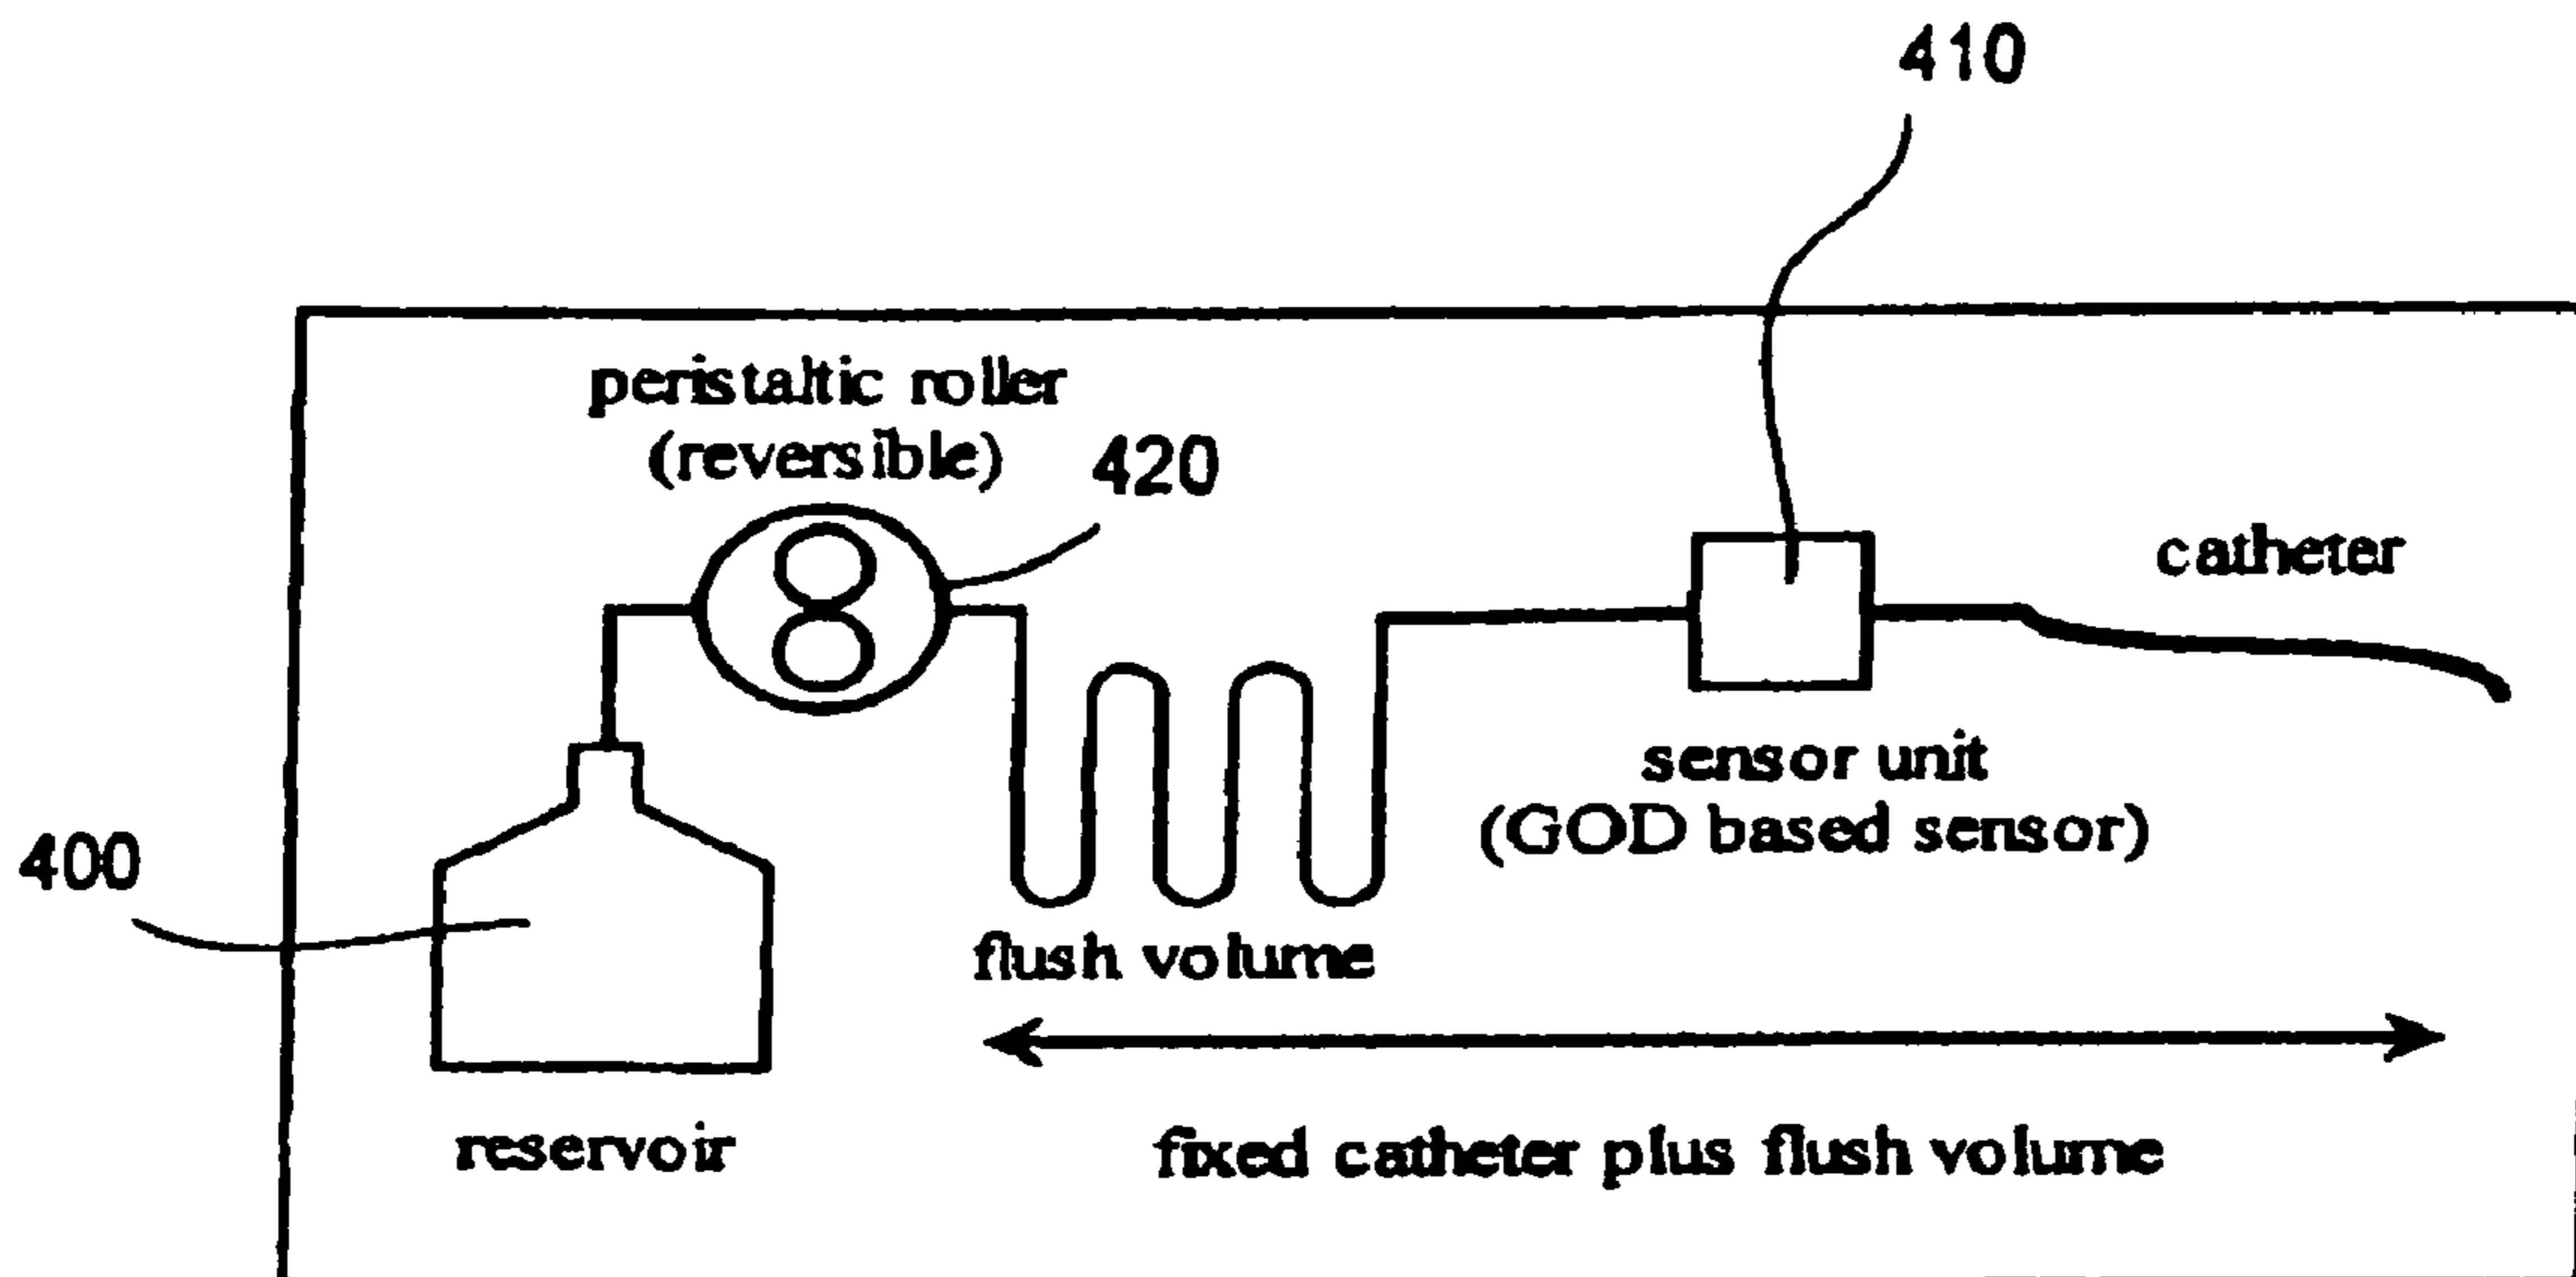 410
peristaltic roller
(reversible)
420
catheter
sensor unit
(GOD based sensor)
400
flush volume
reservoir
fixed catheter plus flush volume